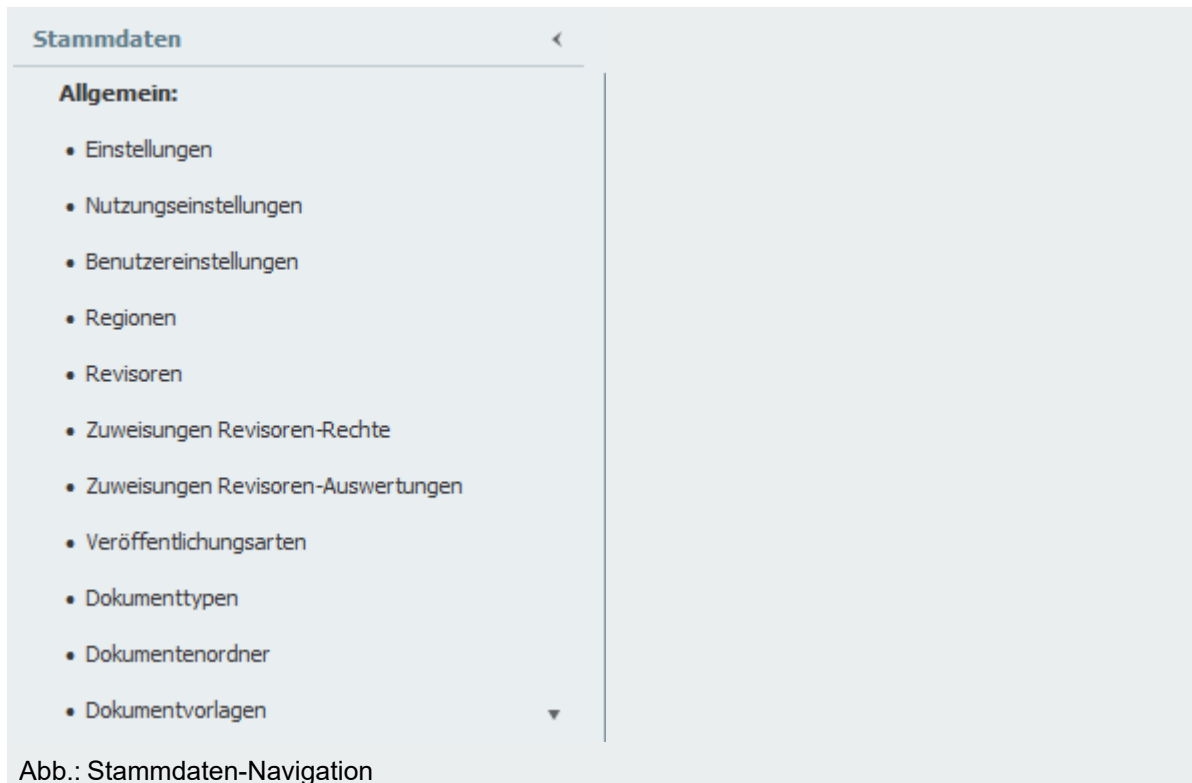 Stammdaten
Allgemein:
• Einstellungen
• Nutzungseinstellungen
• Benutzereinstellungen
• Regionen
• Revisoren
• Zuweisungen Revisoren-Rechte
• Zuweisungen Revisoren-Auswertungen
• Veröffentlichungsarten
• Dokumenttypen
• Dokumentenordner
• Dokumentvorlagen
Abb.: Stammdaten-Navigation